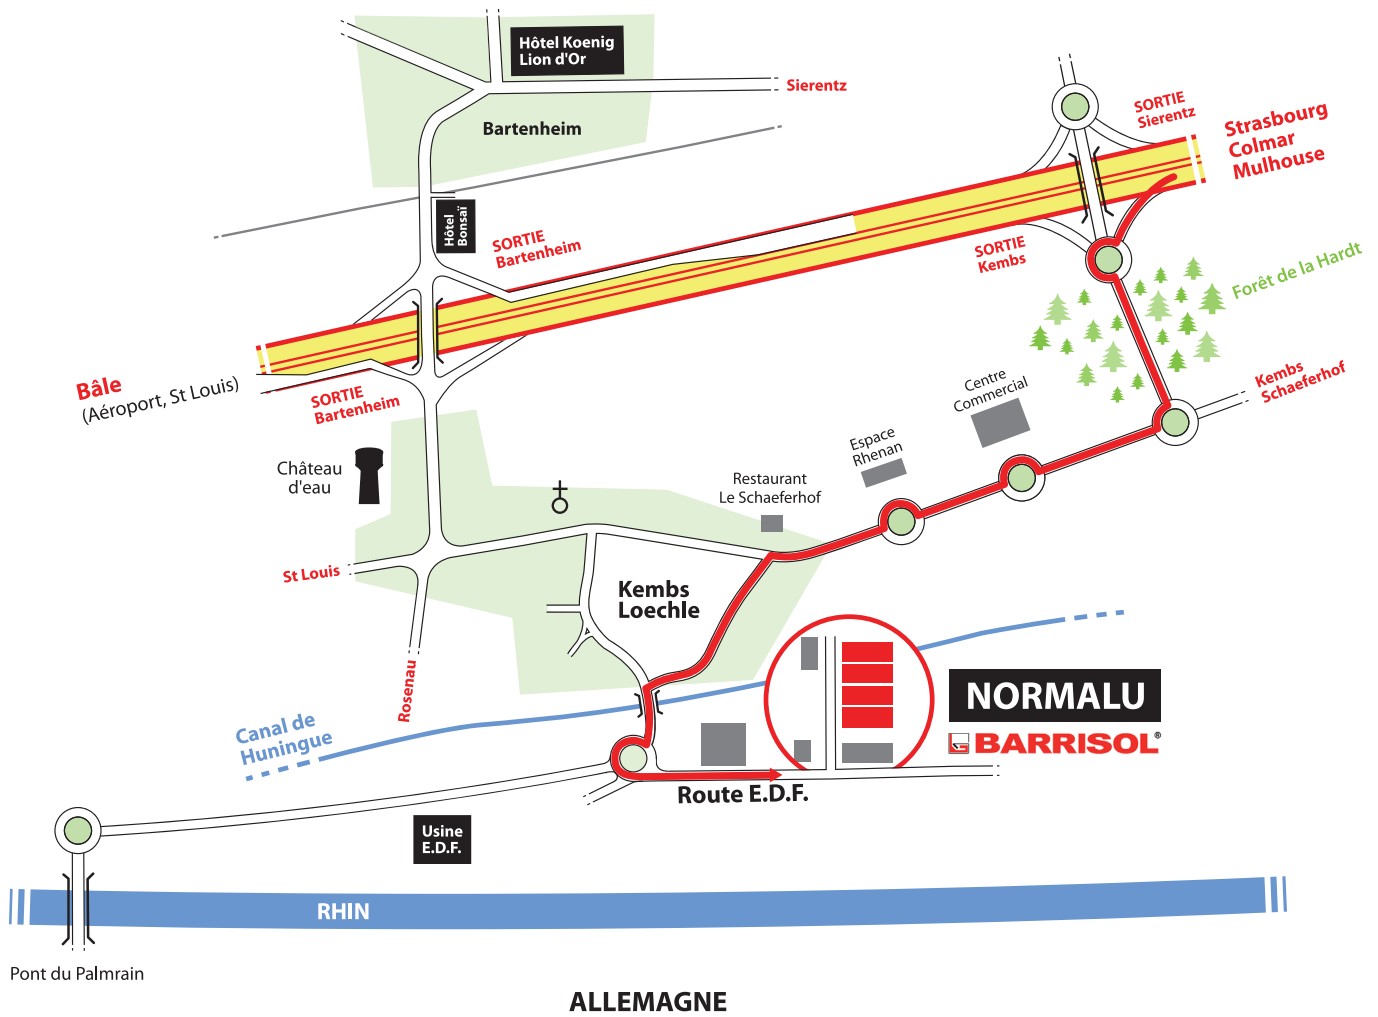 Hôtel Koenig
Lion d'Or
Sierentz
Bartenheim
SORTIE
Sierentz
Strasbourg
Colmar
Mulhouse
Hôtel
Bonsaï
SORTIE
Bartenheim
SORTIE
Kembs
Forêt de la Hardt
Bâle
(Aéroport, St Louis)
SORTIE
Bartenheim
Kembs
Schaeferhof
Centre
Commercial
Espace
Rhenan
Château
d'eau
Restaurant
Le Schaeferhof
St Louis
Kembs
Loechle
Rosenau
Canal de
Huningue
NORMALU
BARRISOL®
Route E.D.F.
Usine
E.D.F.
RHIN
Pont du Palmrain
ALLEMAGNE